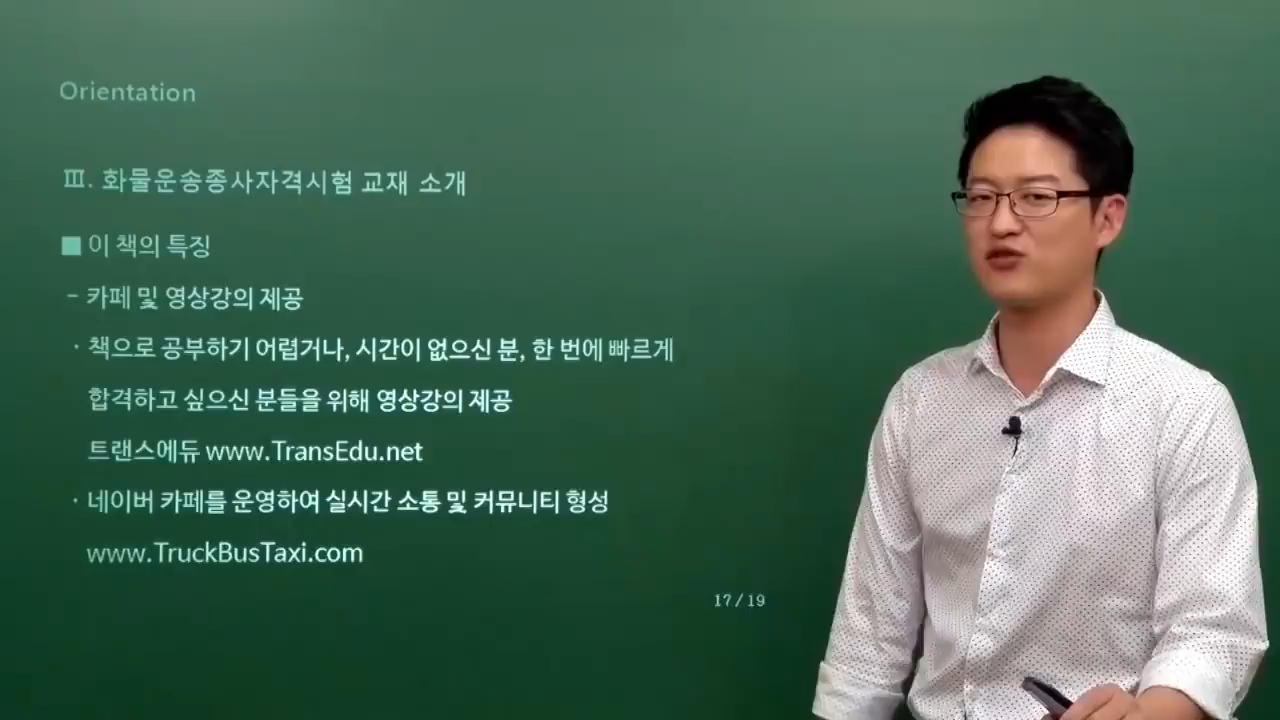 Orientation
Ⅲ. 화물운송종사자격시험 교재 소개
■ 이 책의 특징
- 카페 및 영상강의 제공
· 책으로 공부하기 어렵거나, 시간이 없으신 분, 한 번에 빠르게
합격하고 싶으신 분들을 위해 영상강의 제공
트랜스에듀 www.TransEdu.net
· 네이버 카페를 운영하여 실시간 소통 및 커뮤니티 형성
www.TruckBusTaxi.com
17/19